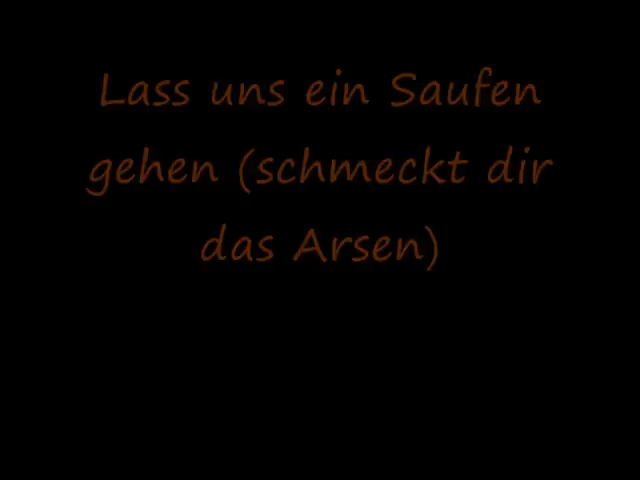 Lass uns ein Saufen
gehen (schmeckt dir
das Arsen)